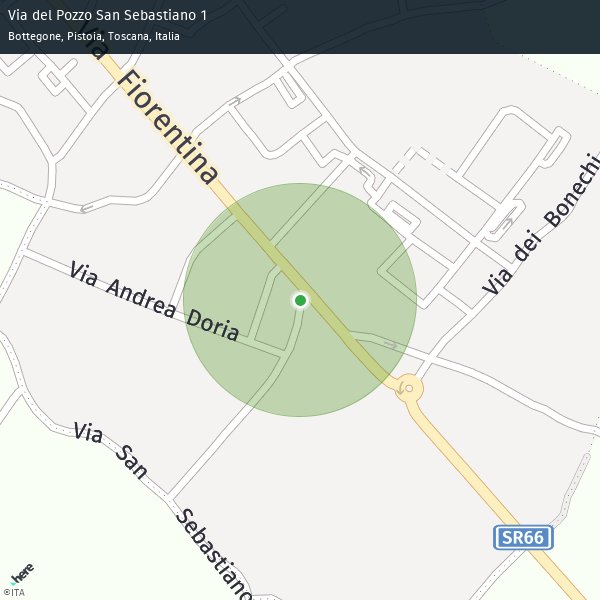 Via del Pozzo San Sebastiano 1
Bottegone, Pistoia, Toscana, Italia
Via Fiorentina
Via dei Bonechi
Via Andrea Doria
Via San Sebastiano
SR66
here
©ITA